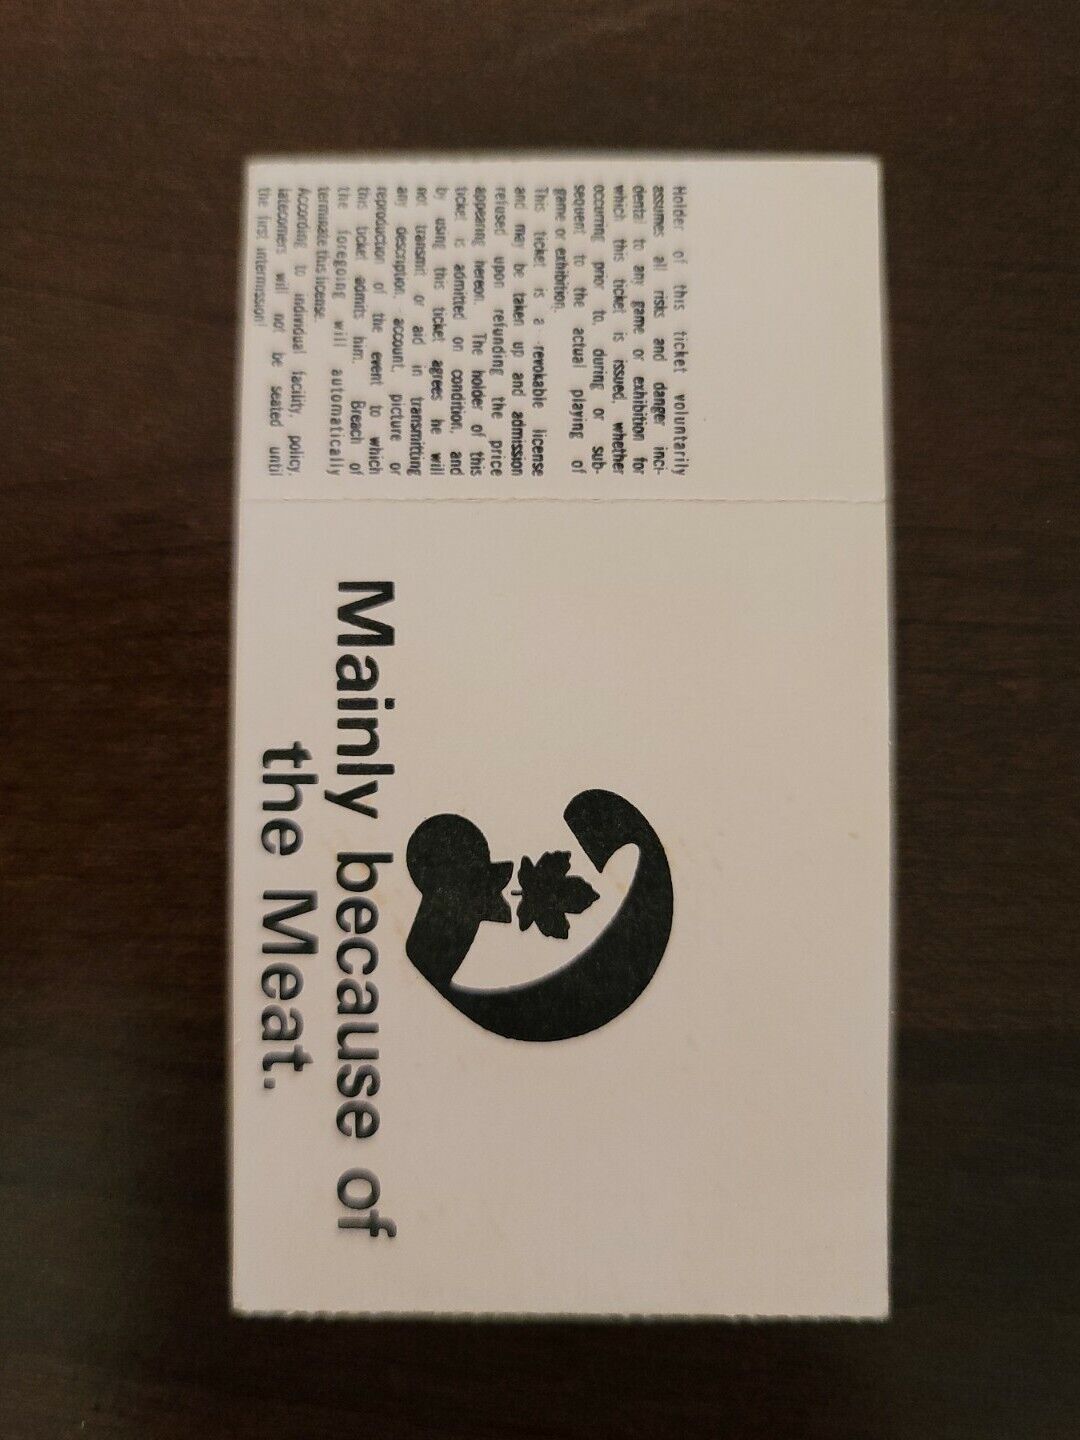 Holder of this ticket voluntarily
assumes all risks and danger inci-
dental to any game or exhibition for
which this ticket is issued, whether
occurring prior to, during or sub-
sequent to the actual playing of
game or exhibition.
This ticket is a revokable license
and may be taken up and admission
refused upon refunding the price
appearing hereon. The holder of this
ticket is admitted on condition, and
by using this ticket agrees he will
not transmit or aid in transmitting
any description, account, picture or
reproduction of the event to which
this ticket admits him. Breach of
the foregoing will automatically
terminate this license.
According to individual facility, policy,
latecomers will not be seated until
the first intermission!
Mainly because of
the Meat.